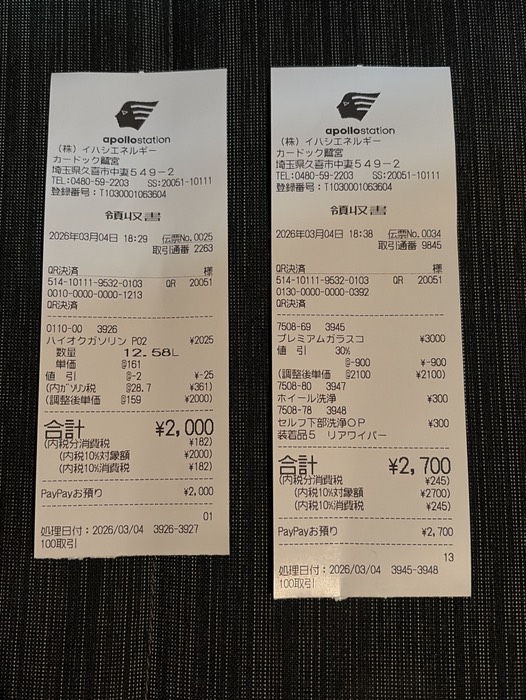 apollostation
(株)イハシエネルギー
カードック鷲宮
埼玉県久喜市中妻549-2
TEL:0480-59-2203 SS:20051-10111
登録番号:T1030001063604
領収書
2026年03月04日 18:29 伝票No.0025
取引通番 2263
QR決済 様
514-10111-9532-0103 QR 20051
0010-0000-0000-1213
QR決済
0110-00 3926
ハイオクガソリン P02 ¥2025
数量 12.58L
単価 @161
値 引 @-2 ¥-25
(内ガソリン税 @28.7 ¥361)
(調整後単価 @159 ¥2000)
合計 ¥2,000
(内税分消費税 ¥182)
(内税10%対象額 ¥2000)
(内税10%消費税 ¥182)
PayPayお預り ¥2,000
01
処理日付:2026/03/04 3926-3927
100取引
apollostation
(株)イハシエネルギー
カードック鷲宮
埼玉県久喜市中妻549-2
TEL:0480-59-2203 SS:20051-10111
登録番号:T1030001063604
領収書
2026年03月04日 18:38 伝票No.0034
取引通番 9845
QR決済 様
514-10111-9532-0103 QR 20051
0130-0000-0000-0392
QR決済
7508-69 3945
プレミアムガラスコ ¥3000
値 引 30%
@-900 ¥-900
(調整後単価 @2100 ¥2100)
7508-80 3947
ホイール洗浄 ¥300
7508-78 3948
セルフ下部洗浄OP ¥300
装着品5 リアワイパー
合計 ¥2,700
(内税分消費税 ¥245)
(内税10%対象額 ¥2700)
(内税10%消費税 ¥245)
PayPayお預り ¥2,700
13
処理日付:2026/03/04 3945-3948
100取引